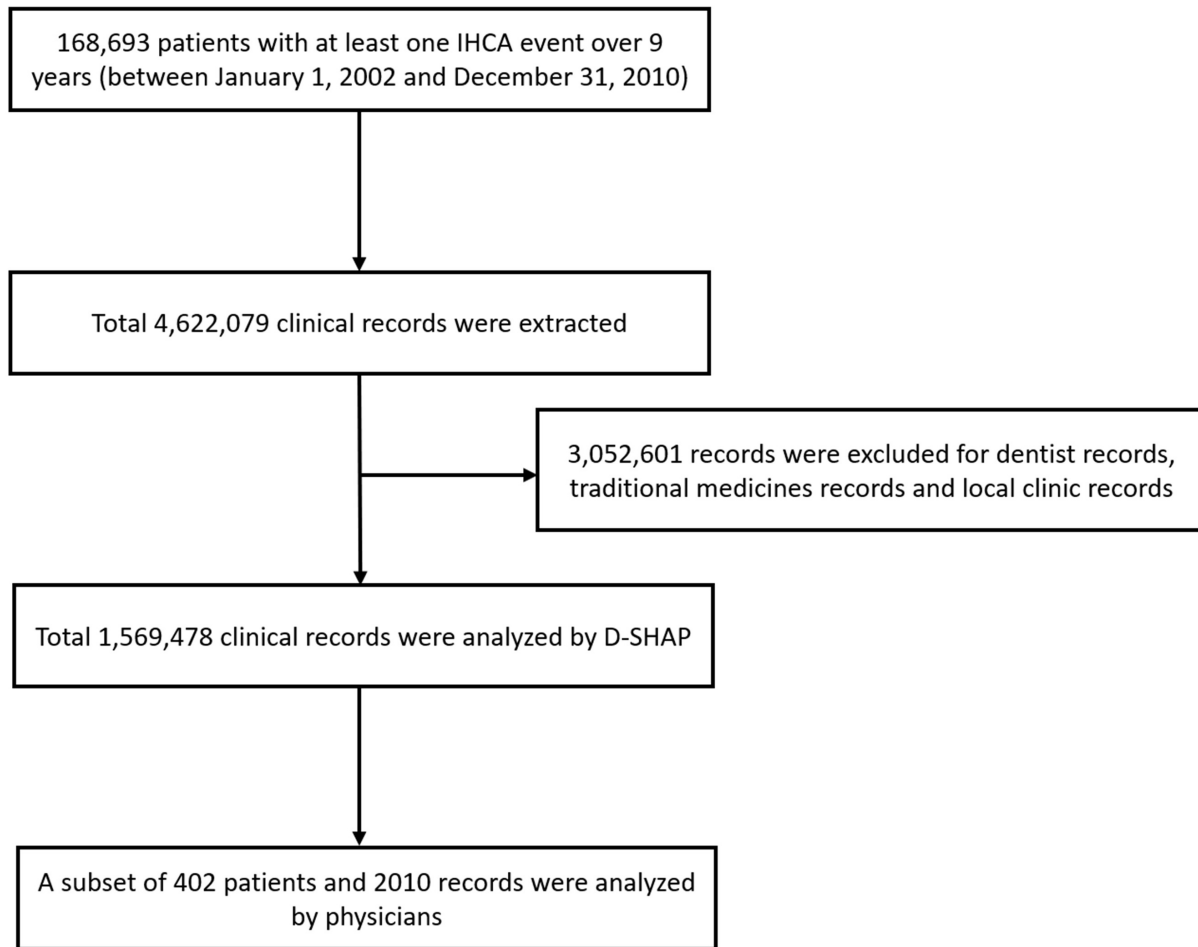 168,693 patients with at least one IHCA event over 9
years (between January 1, 2002 and December 31, 2010)
Total 4,622,079 clinical records were extracted
3,052,601 records were excluded for dentist records,
traditional medicines records and local clinic records
Total 1,569,478 clinical records were analyzed by D-SHAP
A subset of 402 patients and 2010 records were analyzed
by physicians